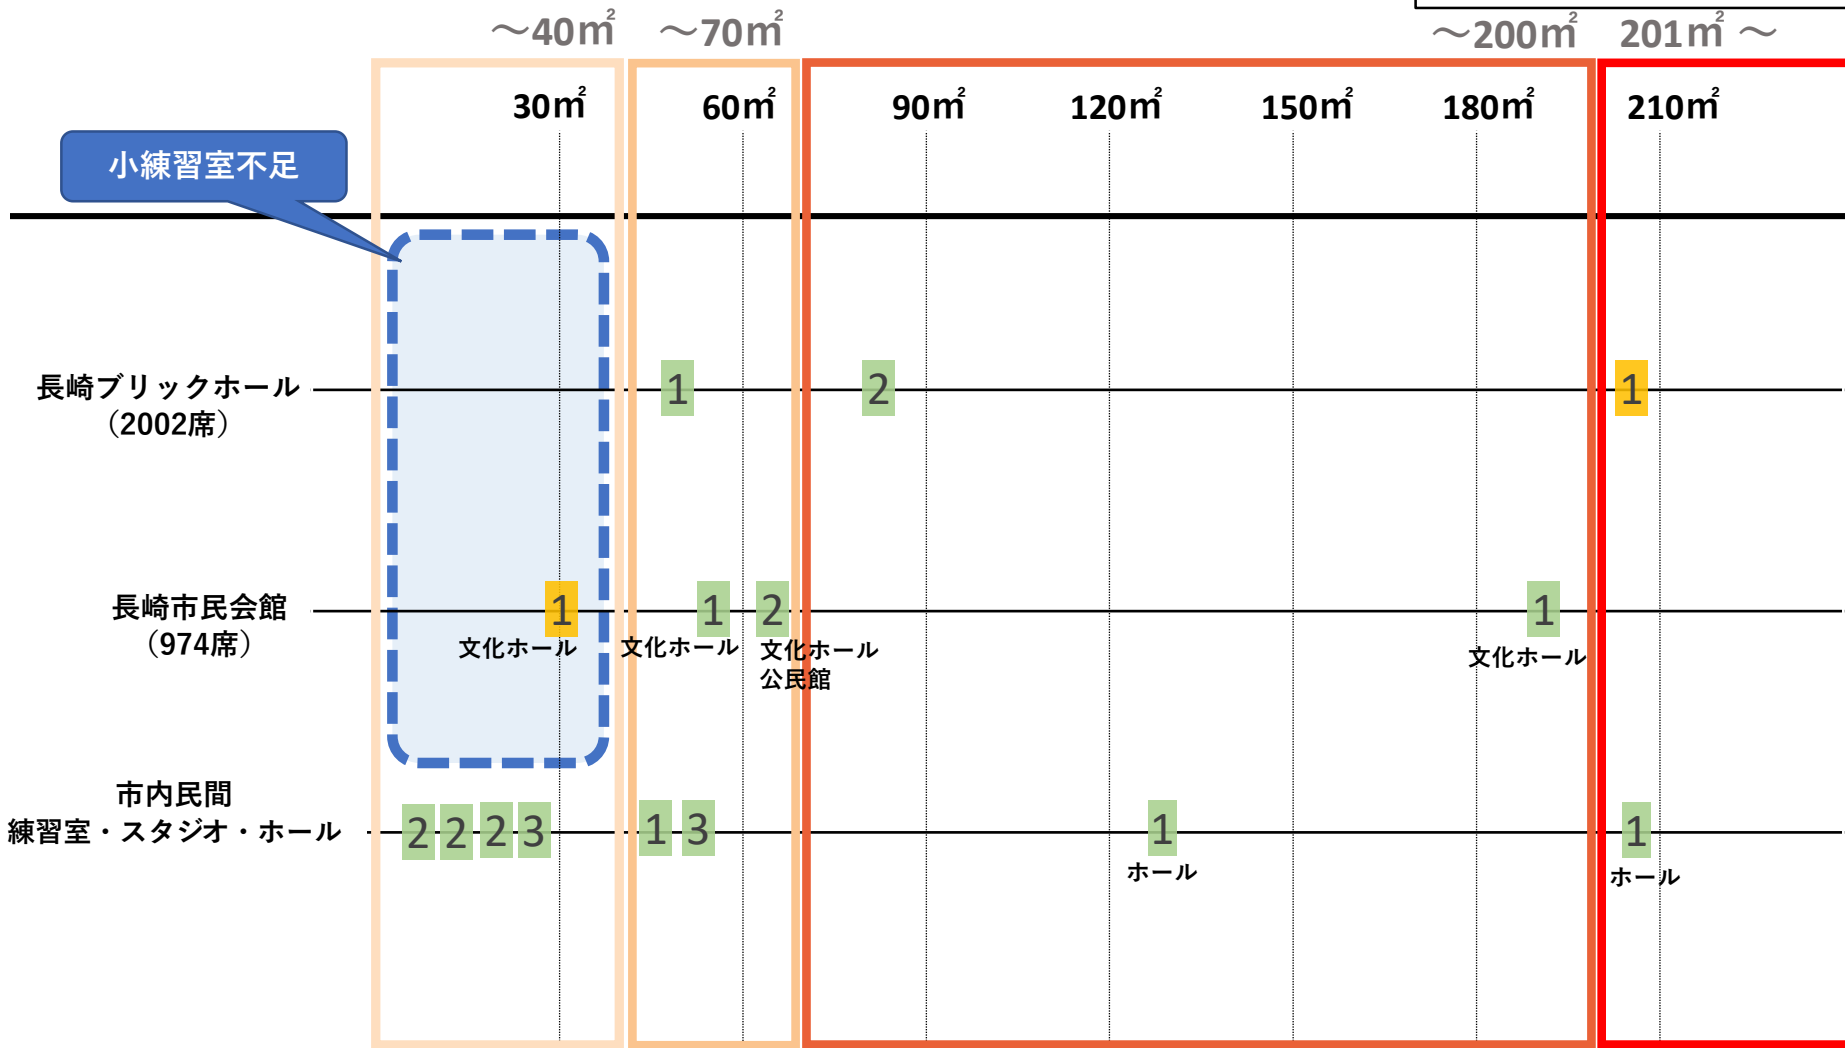 ～40㎡ ～70㎡ ～200㎡ 201㎡～
30㎡ 60㎡ 90㎡ 120㎡ 150㎡ 180㎡ 210㎡
小練習室不足
長崎ブリックホール
（2002席）
1 2 1
長崎市民会館
（974席）
1 1 2 1
文化ホール 文化ホール 文化ホール 文化ホール
公民館
市内民間
練習室・スタジオ・ホール
2 2 2 3 1 3 1 1
ホール ホール